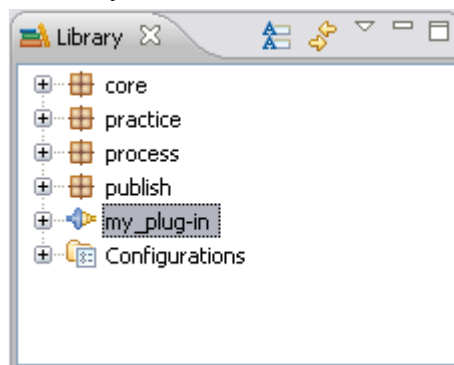 Library
core
practice
process
publish
my_plug-in
Configurations